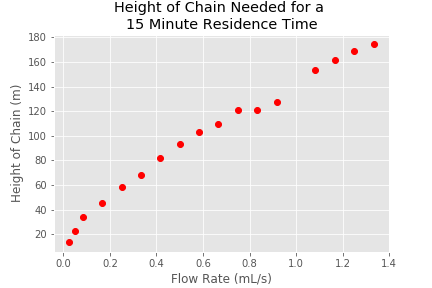 Height of Chain Needed for a
15 Minute Residence Time
180
160
140
120
100
80
60
40
20
Height of Chain (m)
0.0 0.2 0.4 0.6 0.8 1.0 1.2 1.4
Flow Rate (mL/s)